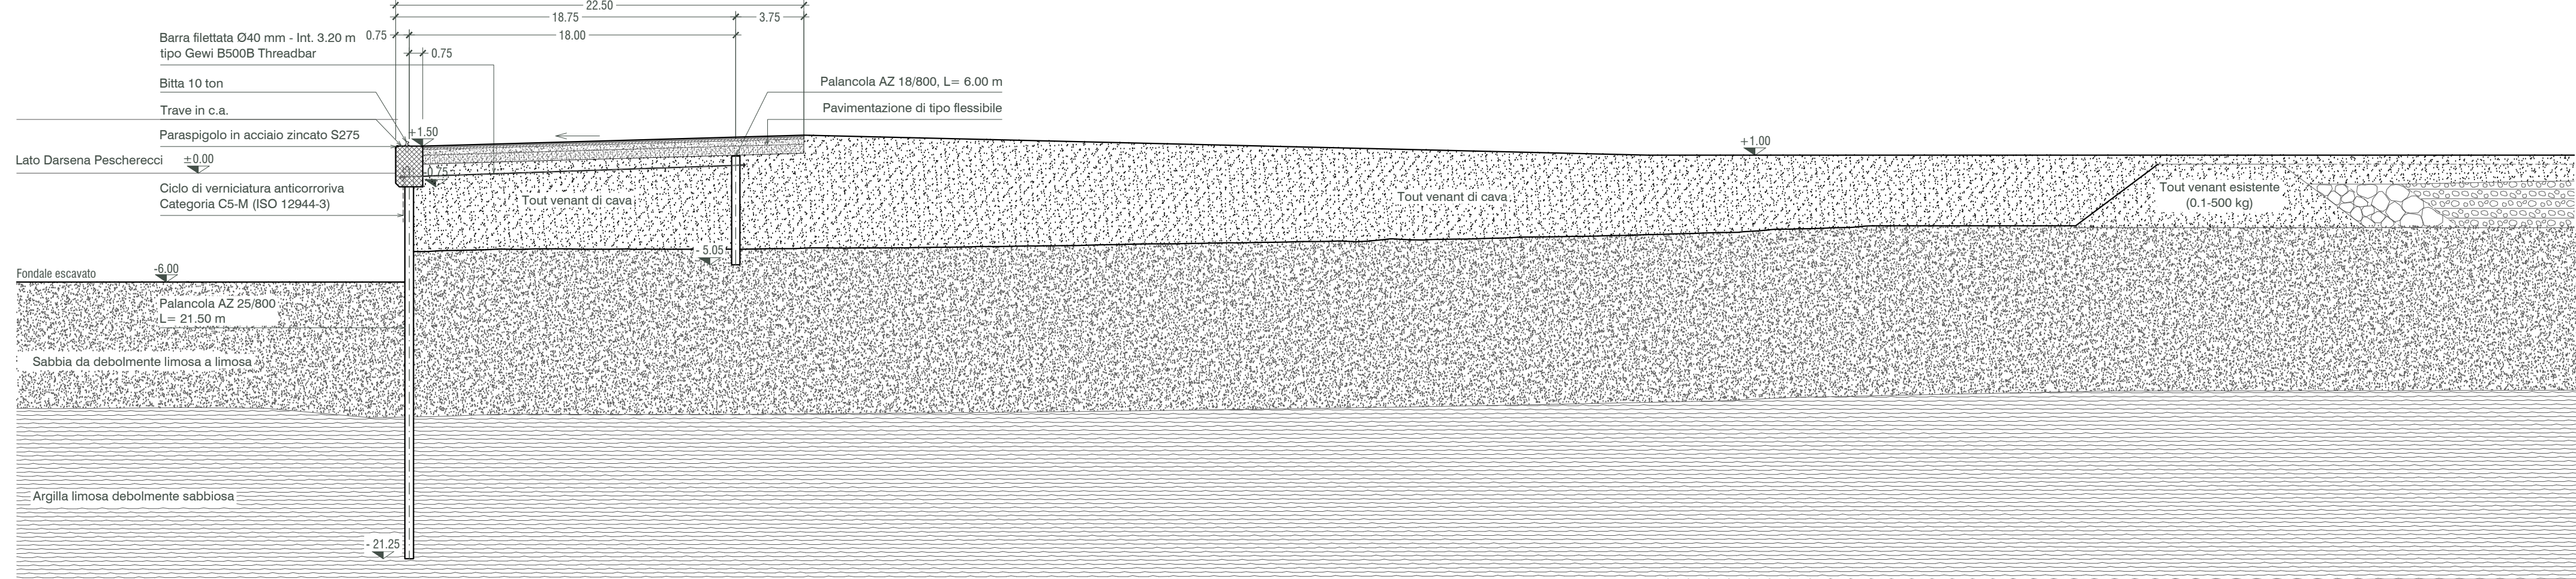 22.50
18.75 3.75
0.75 18.00
0.75
Barra filettata Ø40 mm - Int. 3.20 m
tipo Gewi B500B Threadbar
Bitta 10 ton
Trave in c.a.
Paraspigolo in acciaio zincato S275
Lato Darsena Pescherecci ±0.00
Ciclo di verniciatura anticorroriva
Categoria C5-M (ISO 12944-3)
+1.50
-0.75
Palancola AZ 18/800, L= 6.00 m
Pavimentazione di tipo flessibile
+1.00
Tout venant di cava
Tout venant di cava
Tout venant esistente
(0.1-500 kg)
- 5.05
Fondale escavato -6.00
Palancola AZ 25/800
L= 21.50 m
Sabbia da debolmente limosa a limosa
Argilla limosa debolmente sabbiosa
- 21.25